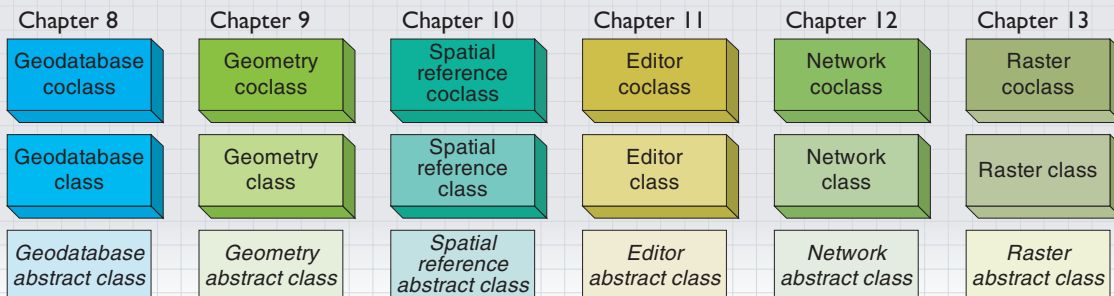 Chapter 8
Chapter 9
Chapter 10
Chapter 11
Chapter 12
Chapter 13
Geodatabase
coclass
Geometry
coclass
Spatial
reference
coclass
Editor
coclass
Network
coclass
Raster
coclass
Geodatabase
class
Geometry
class
Spatial
reference
class
Editor
class
Network
class
Raster class
Geodatabase
abstract class
Geometry
abstract class
Spatial
reference
abstract class
Editor
abstract class
Network
abstract class
Raster
abstract class